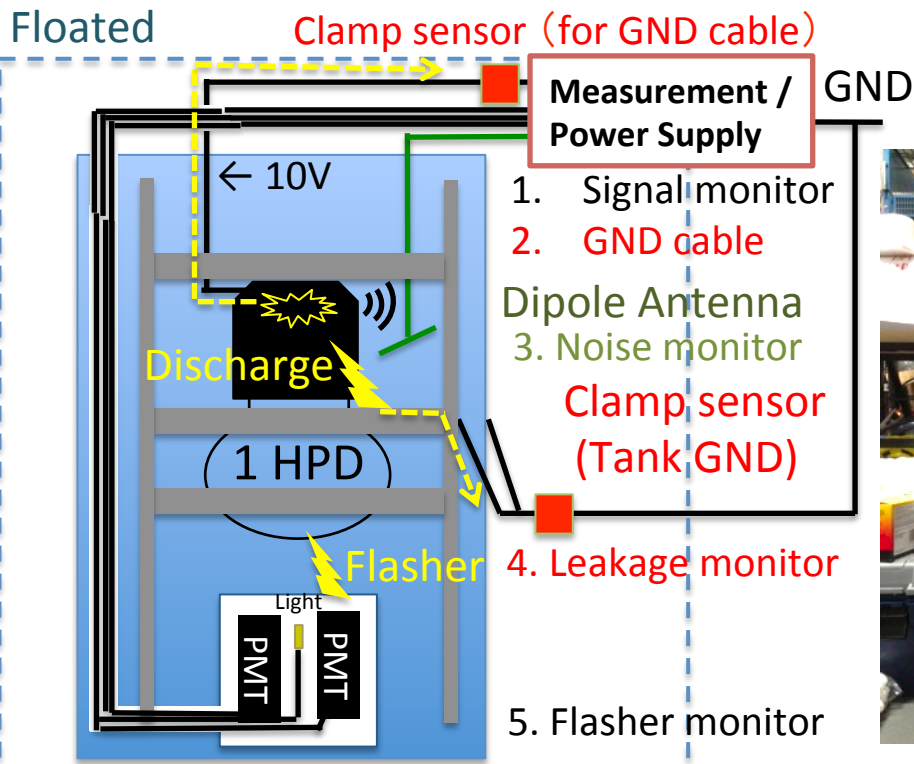 Floated
Clamp sensor (for GND cable)
Measurement /
Power Supply
GND
← 10V
1. Signal monitor
2. GND cable
Dipole Antenna
3. Noise monitor
Discharge
Clamp sensor
(Tank GND)
1 HPD
Flasher
4. Leakage monitor
Light
PMT
PMT
5. Flasher monitor